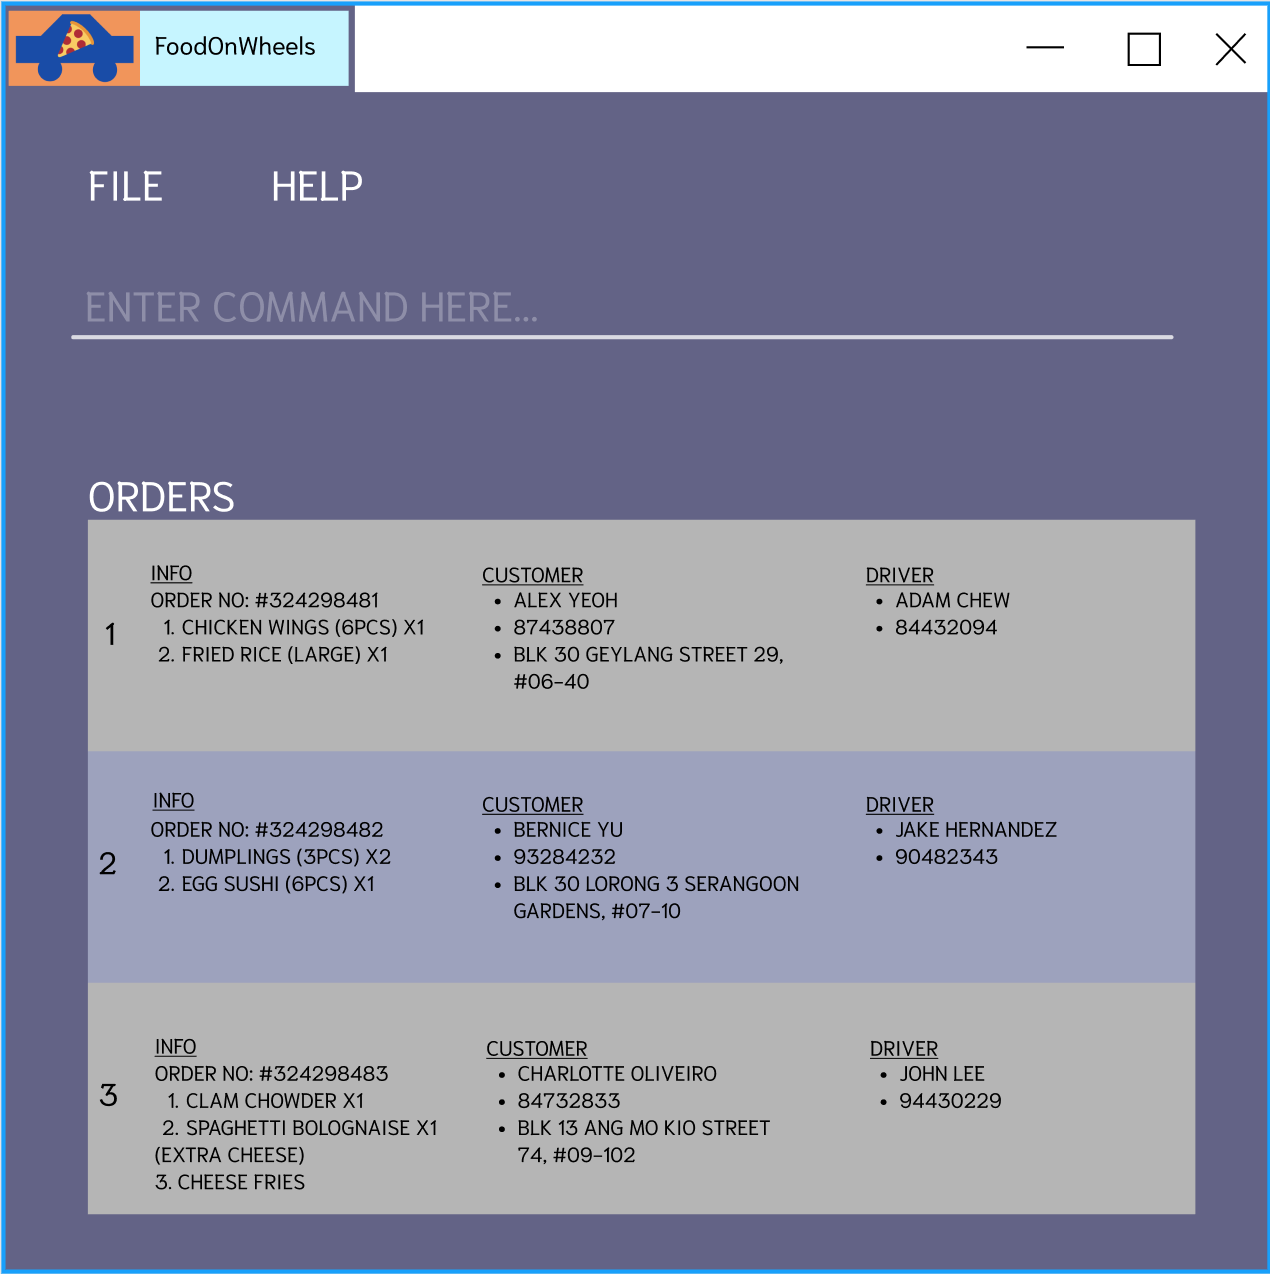 FoodOnWheels
FILE HELP
ENTER COMMAND HERE...
ORDERS
1
INFO
ORDER NO: #324298481
1. CHICKEN WINGS (6PCS) X1
2. FRIED RICE (LARGE) X1
CUSTOMER
• ALEX YEOH
• 87438807
• BLK 30 GEYLANG STREET 29,
#06-40
DRIVER
• ADAM CHEW
• 84432094
2
INFO
ORDER NO: #324298482
1. DUMPLINGS (3PCS) X2
2. EGG SUSHI (6PCS) X1
CUSTOMER
• BERNICE YU
• 93284232
• BLK 30 LORONG 3 SERANGOON
GARDENS, #07-10
DRIVER
• JAKE HERNANDEZ
• 90482343
3
INFO
ORDER NO: #324298483
1. CLAM CHOWDER X1
2. SPAGHETTI BOLOGNAISE X1
(EXTRA CHEESE)
3. CHEESE FRIES
CUSTOMER
• CHARLOTTE OLIVEIRO
• 84732833
• BLK 13 ANG MO KIO STREET
74, #09-102
DRIVER
• JOHN LEE
• 94430229